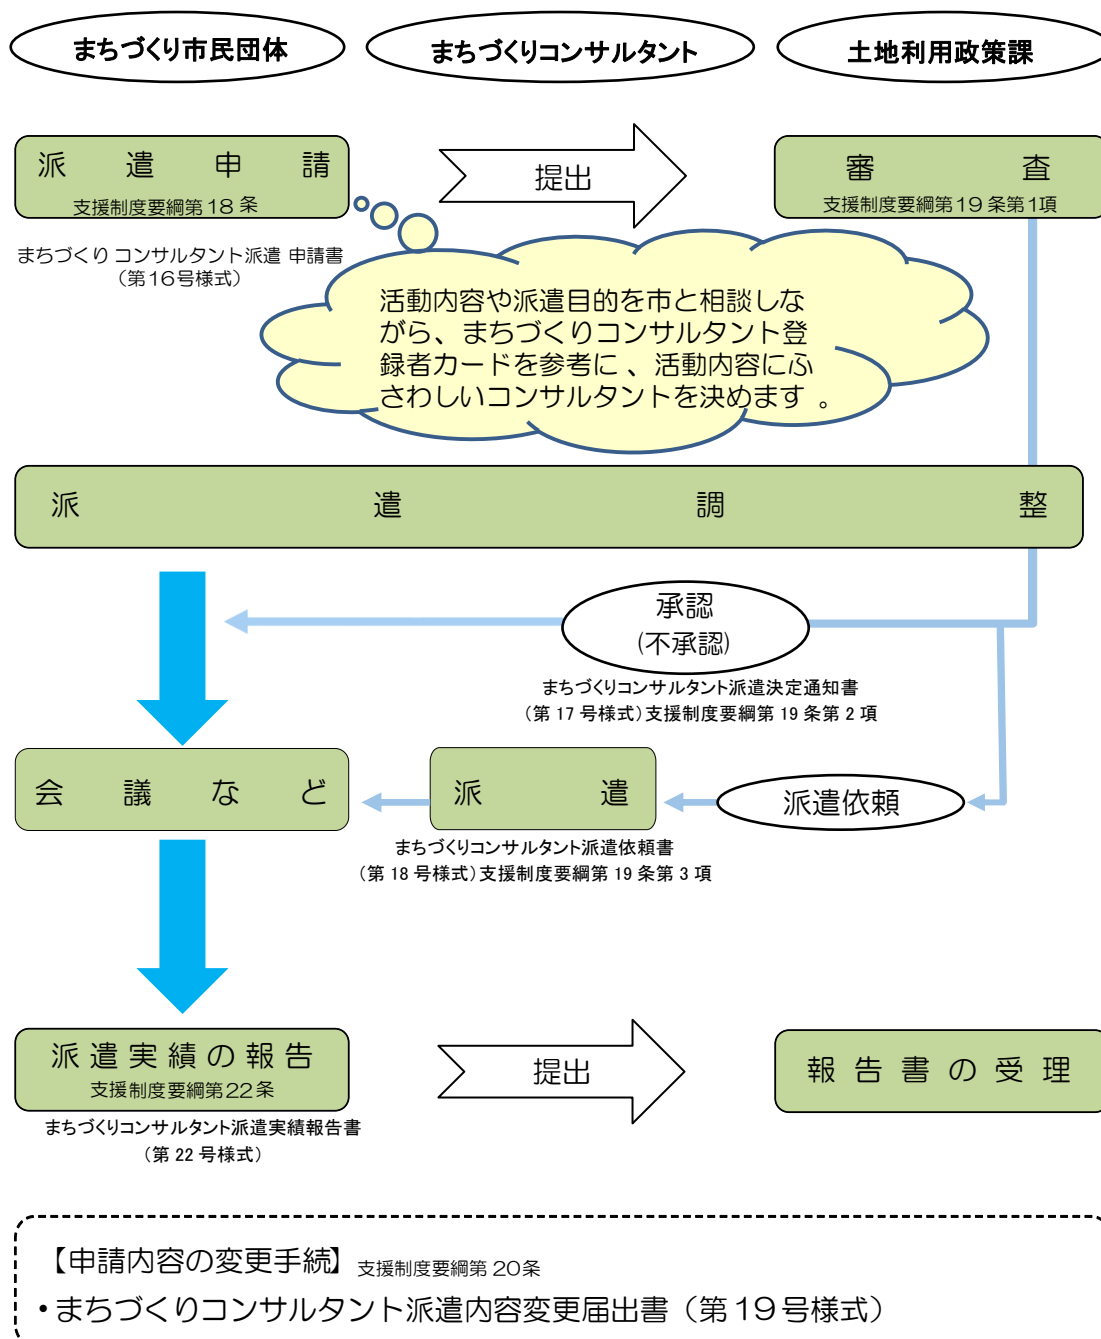 まちづくり市民団体
まちづくりコンサルタント
土地利用政策課
派遣申請
支援制度要綱第18条
提出
審査
支援制度要綱第19条第1項
まちづくりコンサルタント派遣 申請書
（第16号様式）
活動内容や派遣目的を市と相談しな
がら、まちづくりコンサルタント登
録者カードを参考に 、活動内容にふ
さわしいコンサルタントを決めます 。
派遣調整
承認
(不承認)
まちづくりコンサルタント派遣決定通知書
（第 17 号様式）支援制度要綱第 19 条第 2 項
会議など
派遣
派遣依頼
まちづくりコンサルタント派遣依頼書
（第 18 号様式）支援制度要綱第 19 条第 3 項
派遣実績の報告
支援制度要綱第22条
提出
報告書の受理
まちづくりコンサルタント派遣実績報告書
（第 22 号様式）
【申請内容の変更手続】 支援制度要綱第 20条
・まちづくりコンサルタント派遣内容変更届出書（第19号様式）